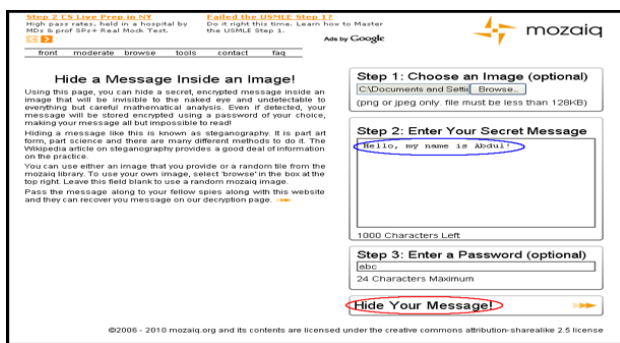 Step 2 CS Live Prep in NY
High pass rates, held in a hospital by
MDs & prof SPs+ Real Mock Test.
Failed the USMLE Step 1?
Do it right this time. Learn how to Master
the USMLE Step 1.
Ads by Google
mozaiq
front moderate browse tools contact faq
Hide a Message Inside an Image!
Using this page, you can hide a secret, encrypted message inside an
image that will be invisible to the naked eye and undetectable to
everything but careful mathematical analysis. Even if detected, your
message will be stored encrypted using a password of your choice,
making your message all but impossible to read!
Hiding a message like this is known as steganography. It is part art
form, part science and there are many different methods to do it. The
Wikipedia article on steganography provides a good deal of information
on the practice.
You can use either an image that you provide or a random tile from the
mozaiq library. To use your own image, select 'browse' in the box at the
top right. Leave this field blank to use a random mozaiq image.
Pass the message along to your fellow spies along with this website
and they can recover you message on our decryption page.
Step 1: Choose an Image (optional)
C:\Documents and Setti Browse...
(png or jpeg only. file must be less than 128KB)
Step 2: Enter Your Secret Message
Hello, my name is Abdul!
1000 Characters Left
Step 3: Enter a Password (optional)
abc
24 Characters Maximum
Hide Your Message!
©2006 - 2010 mozaiq.org and its contents are licensed under the creative commons attribution-sharealike 2.5 license